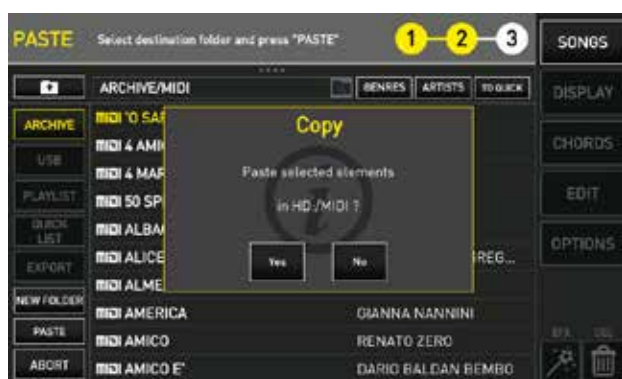 PASTE Select destination folder and press "PASTE" 1 2 3
SONGS
ARCHIVE/MIDI GENRES ARTISTS TO QUICK
DISPLAY
ARCHIVE
MIDI 'O SAR
Copy
MIDI 4 AMI
CHORDS
USB
MIDI 4 MAR
Paste selected elements
PLAYLIST
MIDI 50 SP
in HD:/MIDI ?
EDIT
QUICK LIST
MIDI ALBA
OPTIONS
EXPORT
MIDI ALICE
Yes No
GREG...
MIDI ALME
NEW FOLDER
MIDI AMERICA GIANNA NANNINI
PASTE
MIDI AMICO RENATO ZERO
DEL
ABORT
MIDI AMICO E' DARIO BALDAN BEMBO